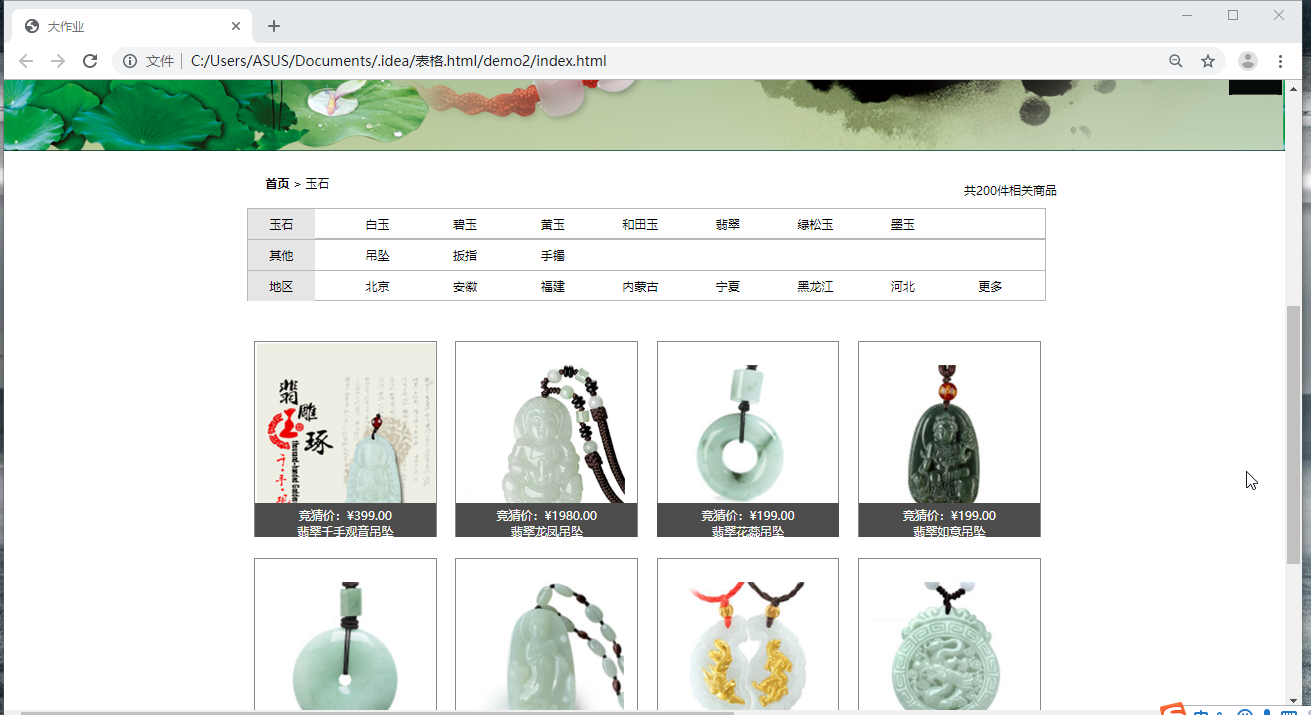 大作业
文件 C:/Users/ASUS/Documents/.idea/表格.html/demo2/index.html
首页 > 玉石
共200件相关商品
玉石 白玉 碧玉 黄玉 和田玉 翡翠 绿松玉 墨玉
其他 吊坠 扳指 手镯
地区 北京 安徽 福建 内蒙古 宁夏 黑龙江 河北 更多
翡
玉
雕
琢
千·手·观
竞猜价：¥399.00
翡翠千手观音吊坠
竞猜价：¥1980.00
翡翠龙凤吊坠
竞猜价：¥199.00
翡翠花蕊吊坠
竞猜价：¥199.00
翡翠如意吊坠